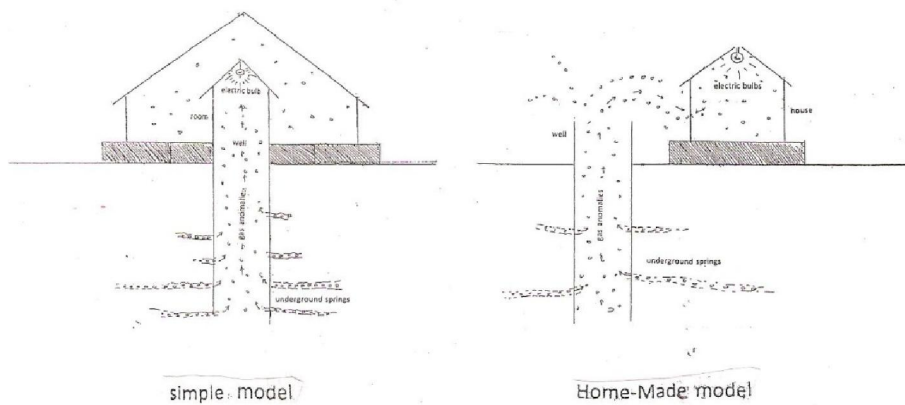 electric bulb
room
well
gas anomalies
underground springs
simple model
electric bulbs
house
well
gas anomalies
underground springs
Home-Made model